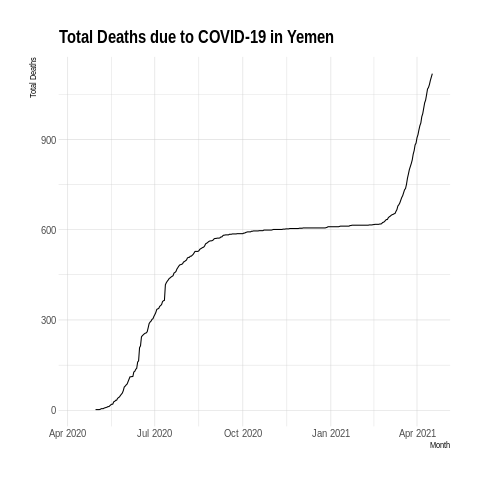 Total Deaths due to COVID-19 in Yemen
Total Deaths
900
600
300
0
Apr 2020 Jul 2020 Oct 2020 Jan 2021 Apr 2021
Month